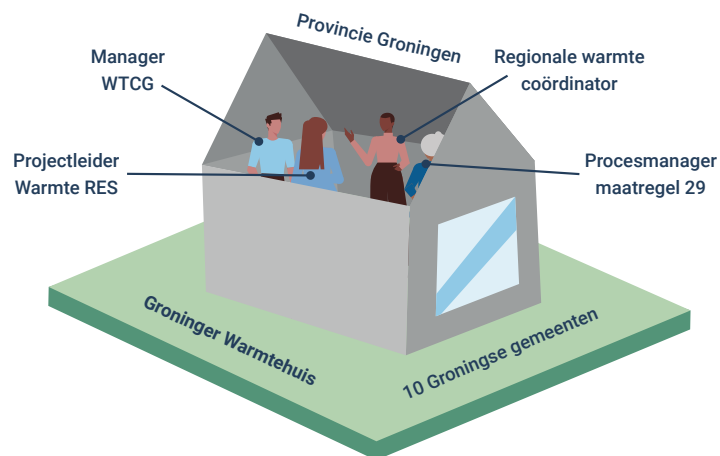 Provincie Groningen
Manager
WTCG
Regionale warmte
coördinator
Projectleider
Warmte RES
Procesmanager
maatregel 29
Groninger Warmtehuis
10 Groningse gemeenten